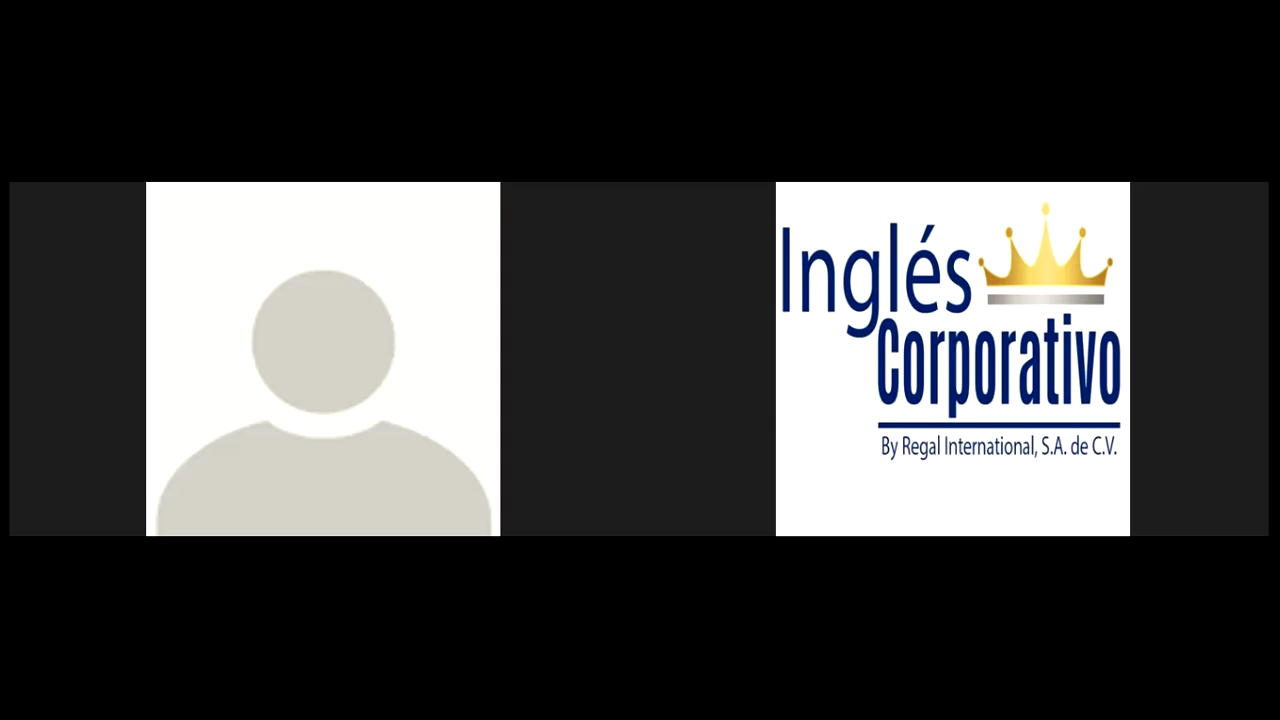 Inglés
Corporativo
By Regal International, S.A. de C.V.